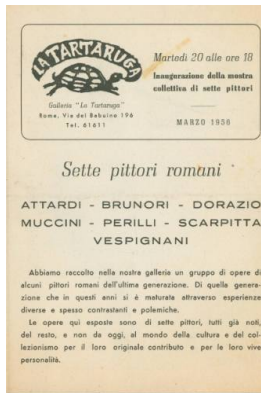 LA TARTARUGA
Galleria "La Tartaruga"
Roma, Via del Babuino 196
Tel. 61611
Martedì 20 alle ore 18
Inaugurazione della mostra
collettiva di sette pittori
MARZO 1956
Sette pittori romani
ATTARDI - BRUNORI - DORAZIO
MUCCINI - PERILLI - SCARPITTA
VESPIGNANI
Abbiamo raccolto nella nostra galleria un gruppo di opere di
alcuni pittori romani dell'ultima generazione. Di quella genera-
zione che in questi anni si é maturata attraverso esperienze
diverse e spesso contrastanti e polemiche.
Le opere qui esposte sono di sette pittori, tutti già noti,
del resto, e non da oggi, al mondo della cultura e del col-
lezionismo per il loro originale contributo e per le loro vive
personalità.